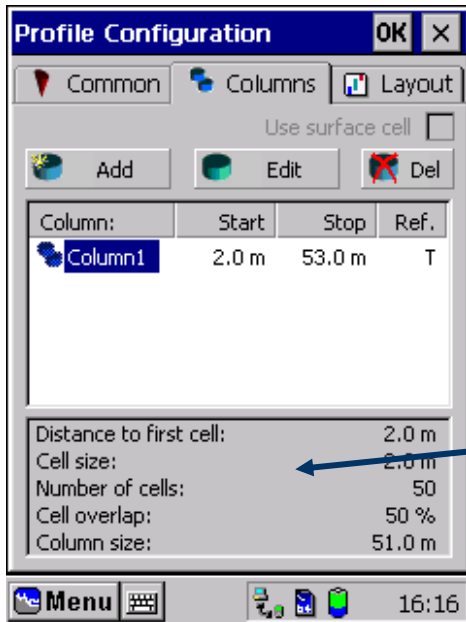 Profile Configuration OK ×
Common Columns Layout
Use surface cell
Add Edit Del
Column: Start Stop Ref.
Column1 2.0 m 53.0 m T
Distance to first cell: 2.0 m
Cell size: 2.0 m
Number of cells: 50
Cell overlap: 50 %
Column size: 51.0 m
Menu 16:16